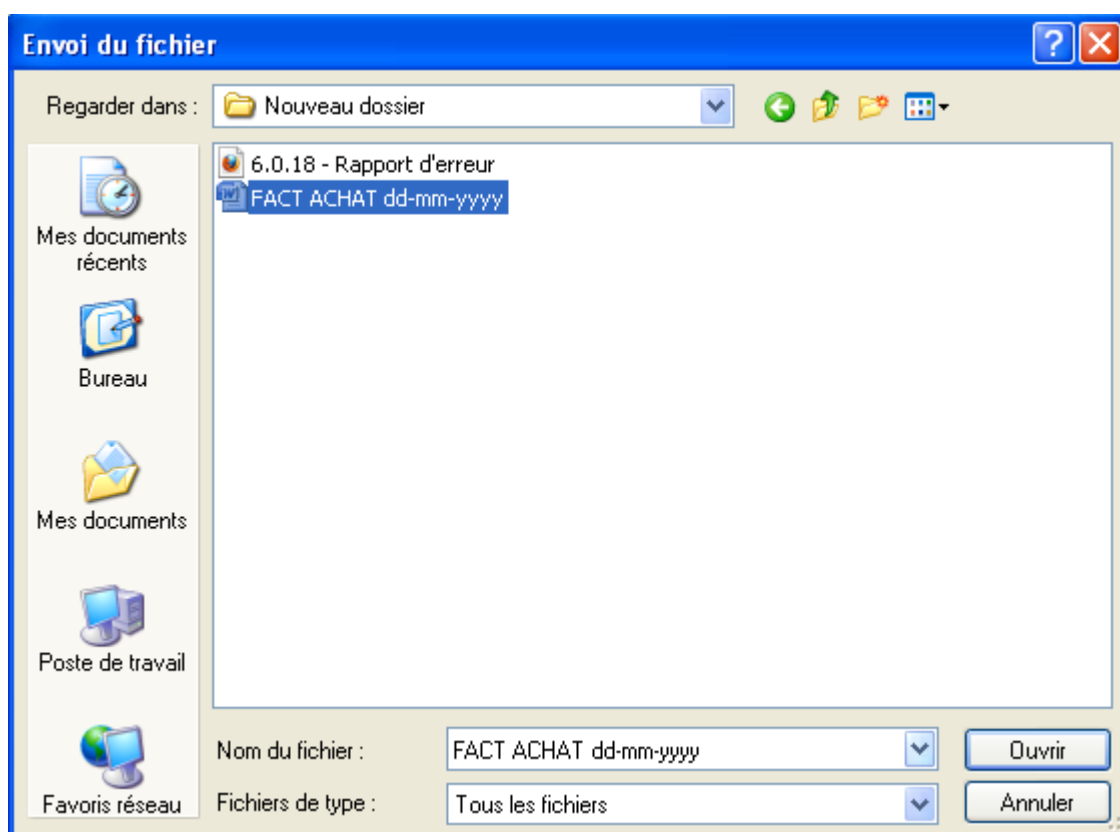 Envoi du fichier
Regarder dans :
Nouveau dossier
6.0.18 - Rapport d'erreur
FACT ACHAT dd-mm-yyyy
Mes documents
récents
Bureau
Mes documents
Poste de travail
Favoris réseau
Nom du fichier :
FACT ACHAT dd-mm-yyyy
Ouvrir
Fichiers de type :
Tous les fichiers
Annuler